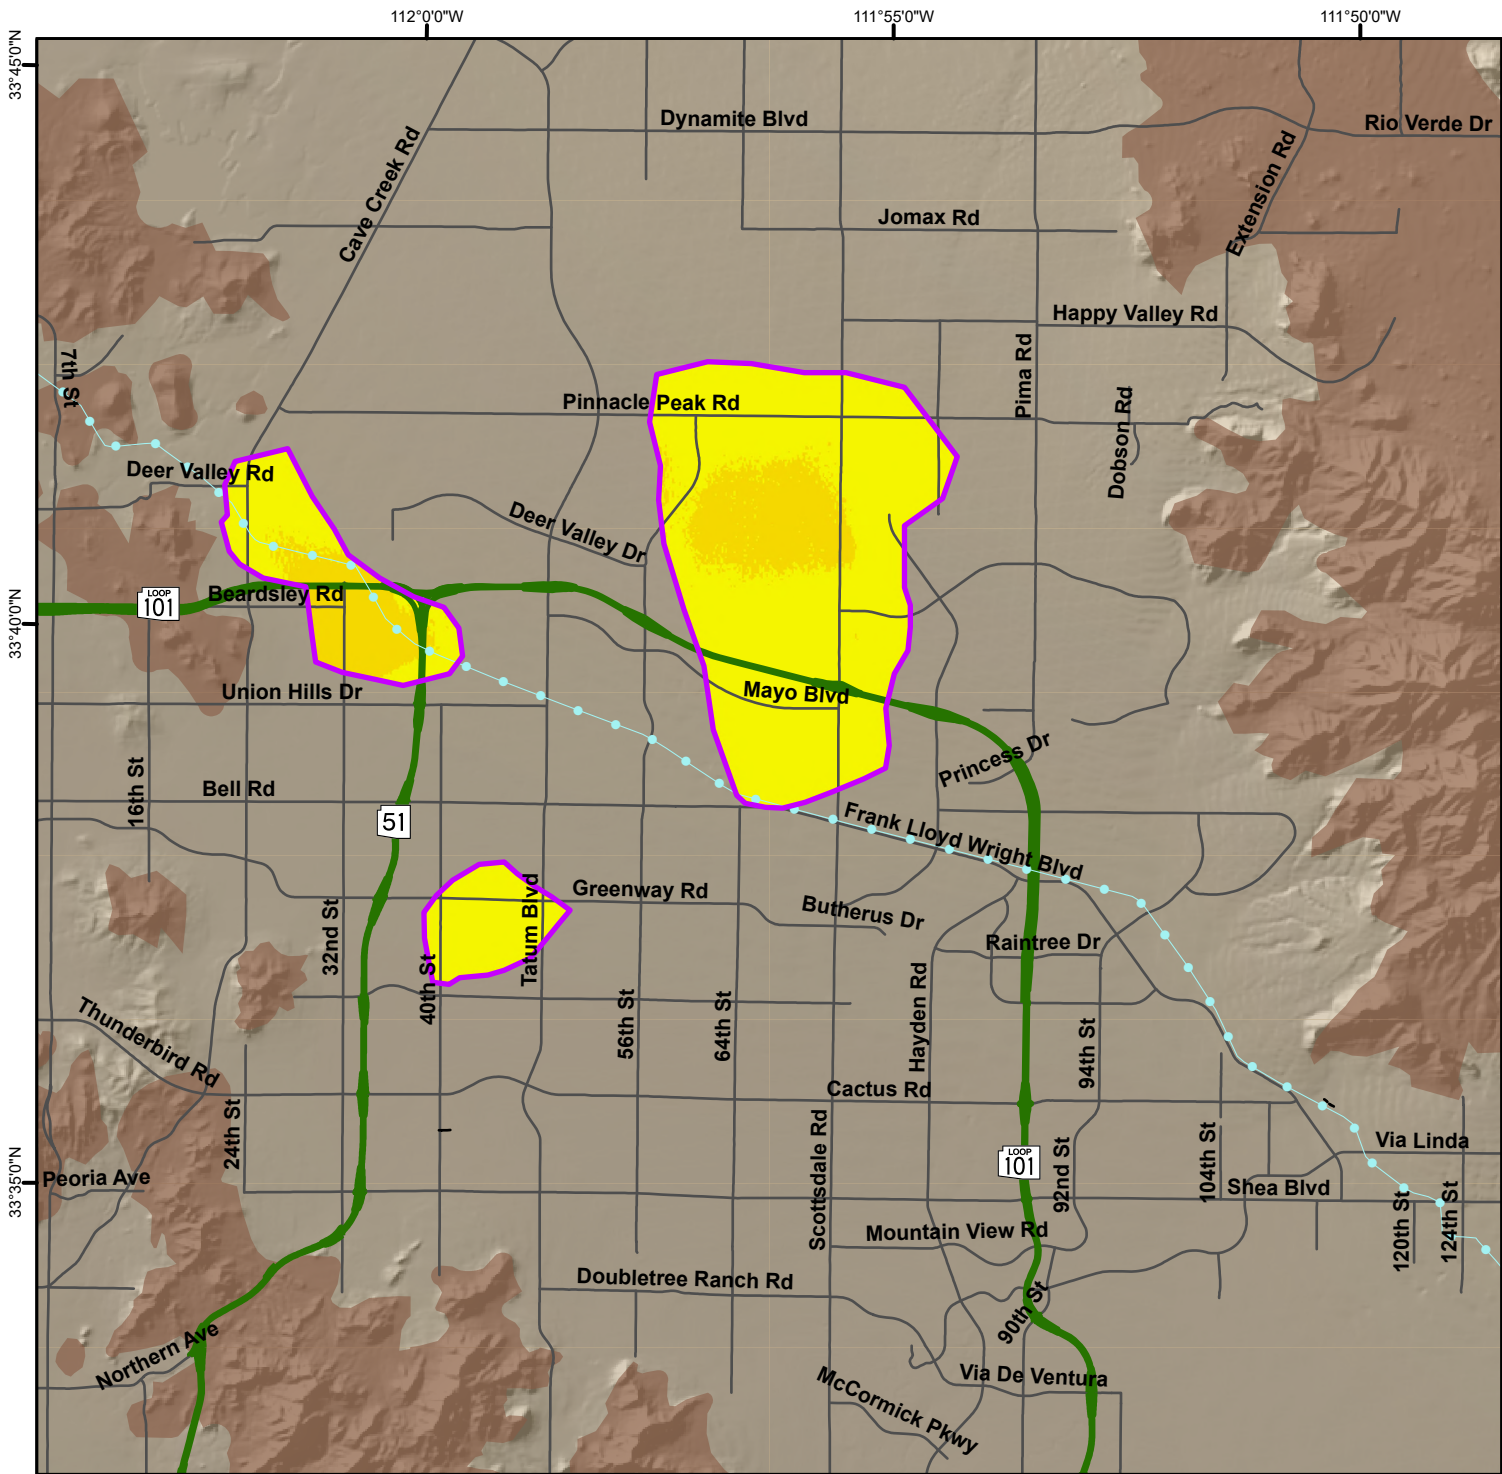 112°0'0"W
111°55'0"W
111°50'0"W
33°45'0"N
Dynamite Blvd
Rio Verde Dr
Cave Creek Rd
Extension Rd
Jomax Rd
Happy Valley Rd
7th St
Pima Rd
Pinnacle Peak Rd
Dobson Rd
Deer Valley Rd
Deer Valley Dr
Beardsley Rd
LOOP
101
33°40'0"N
Union Hills Dr
Mayo Blvd
Princess Dr
16th St
Bell Rd
51
Frank Lloyd Wright Blvd
Greenway Rd
Tatum Blvd
Butherus Dr
32nd St
40th St
Raintree Dr
Hayden Rd
56th St
64th St
94th St
Thunderbird Rd
Cactus Rd
24th St
Scottsdale Rd
92nd St
104th St
Via Linda
LOOP
101
33°35'0"N
Peoria Ave
Shea Blvd
120th St
124th St
Mountain View Rd
Doubletree Ranch Rd
90th St
Northern Ave
Via De Ventura
McCormick Pkwy